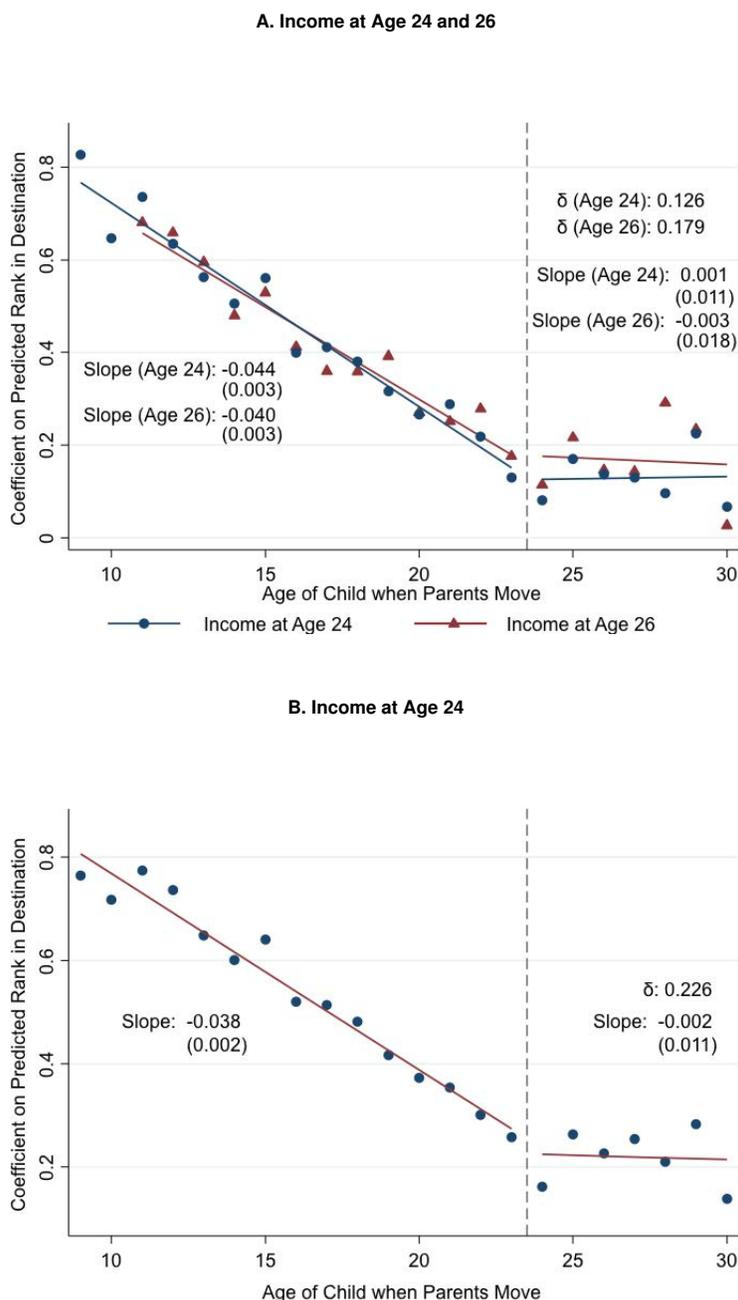 A. Income at Age 24 and 26
Coefficient on Predicted Rank in Destination
0.8
0.6
0.4
0.2
0
δ (Age 24): 0.126
δ (Age 26): 0.179
Slope (Age 24): 0.001
(0.011)
Slope (Age 26): -0.003
(0.018)
Slope (Age 24): -0.044
(0.003)
Slope (Age 26): -0.040
(0.003)
10 15 20 25 30
Age of Child when Parents Move
Income at Age 24 Income at Age 26
B. Income at Age 24
Coefficient on Predicted Rank in Destination
0.8
0.6
0.4
0.2
δ: 0.226
Slope: -0.038
(0.002)
Slope: -0.002
(0.011)
10 15 20 25 30
Age of Child when Parents Move